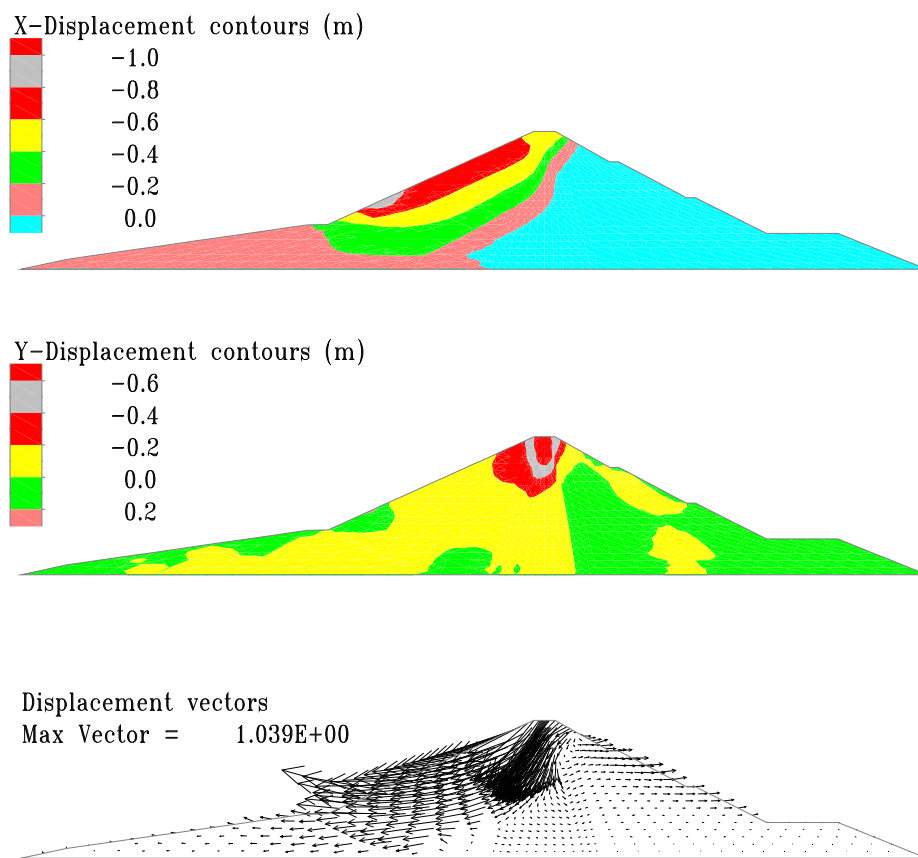 X-Displacement contours (m)
-1.0
-0.8
-0.6
-0.4
-0.2
0.0
Y-Displacement contours (m)
-0.6
-0.4
-0.2
0.0
0.2
Displacement vectors
Max Vector = 1.039E+00